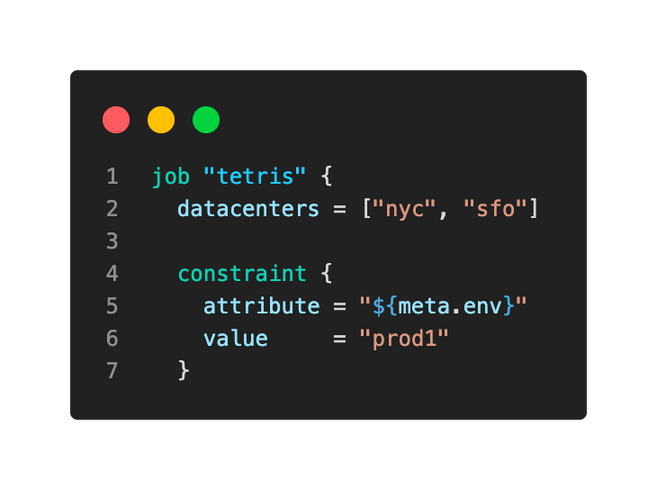 1 job "tetris" {
2   datacenters = ["nyc", "sfo"]
3
4   constraint {
5     attribute = "${meta.env}"
6     value     = "prod1"
7   }